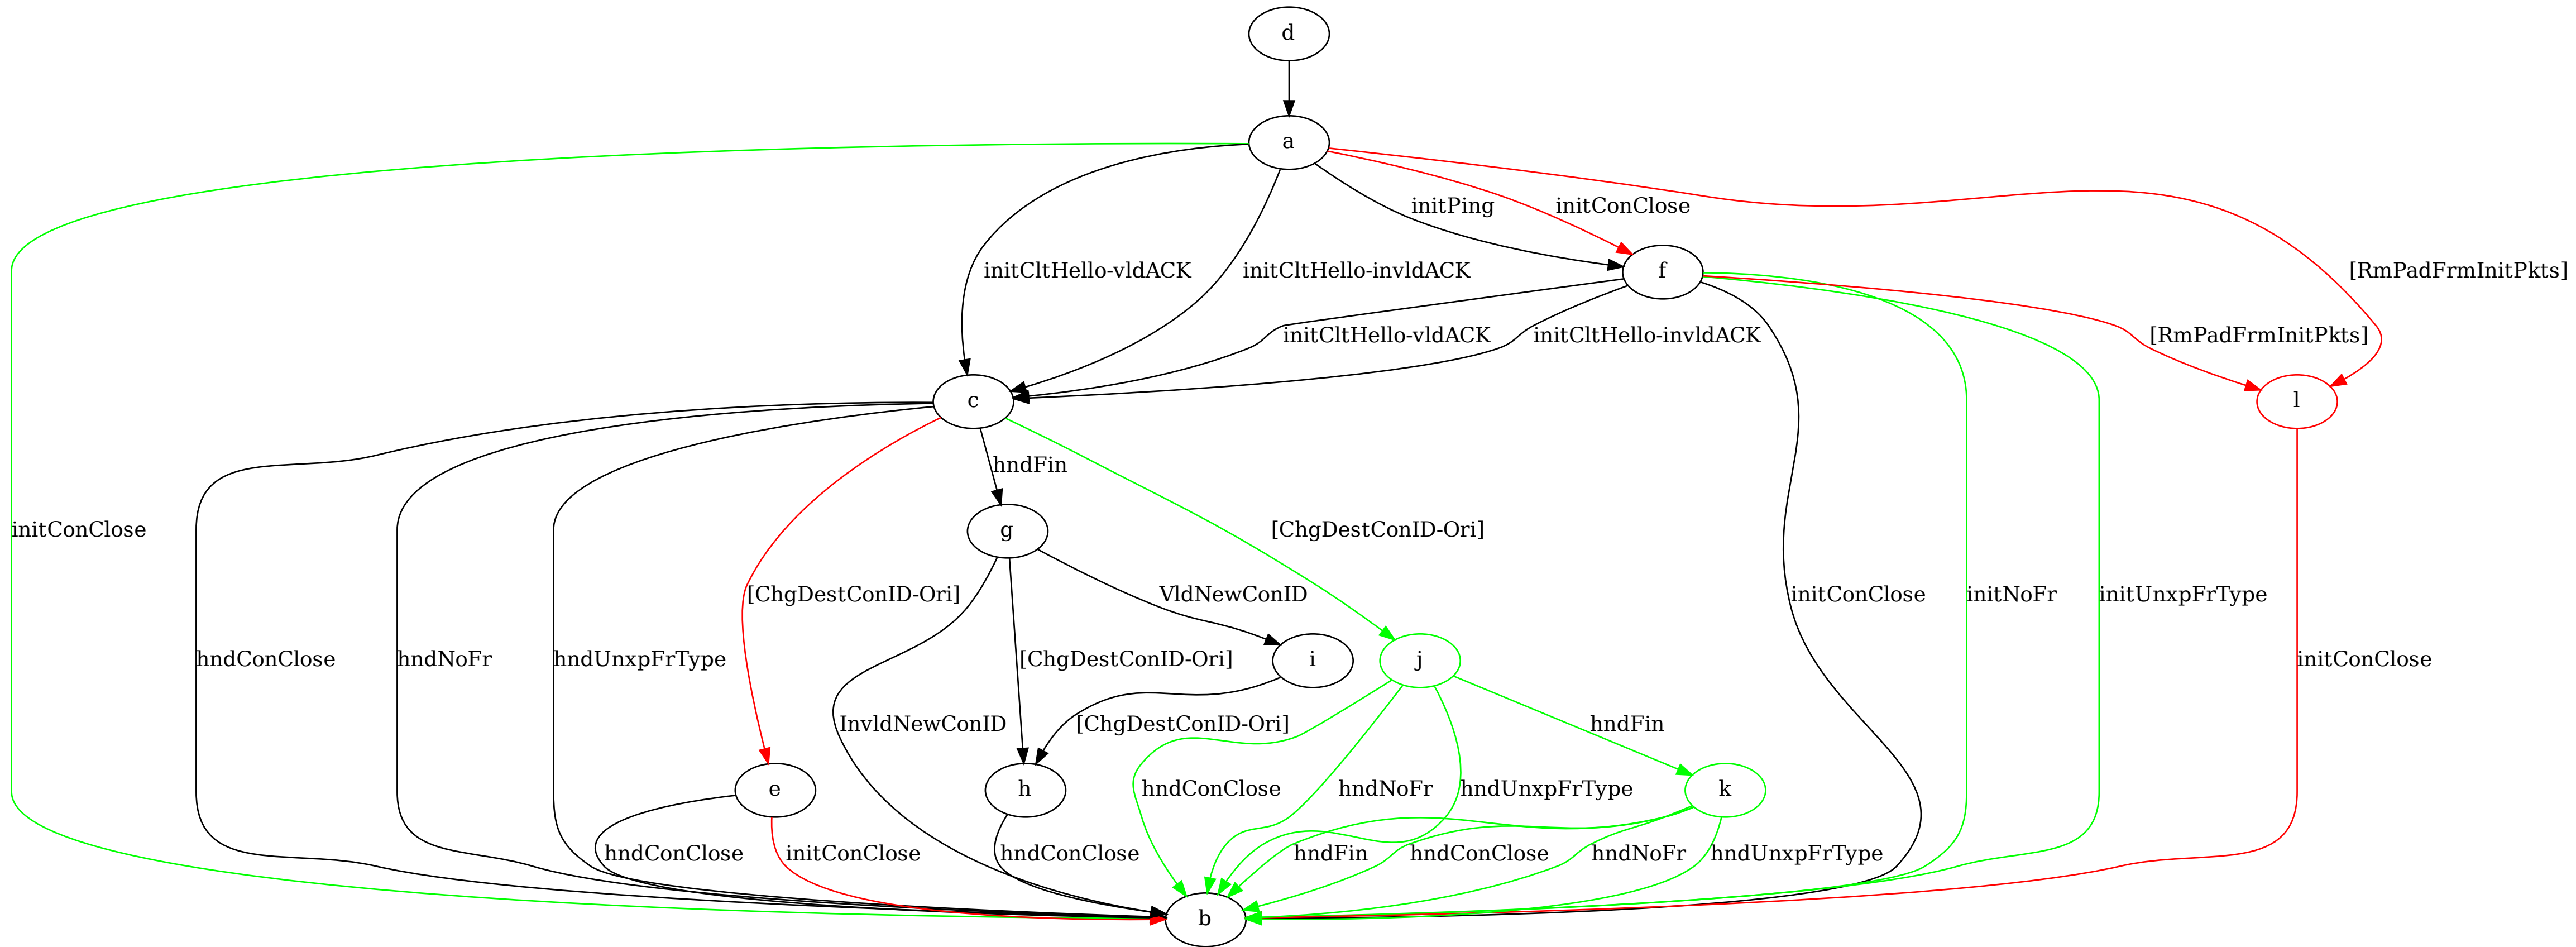 d
a
initPing
initConClose
initCltHello-vldACK
initCltHello-invldACK
f
[RmPadFrmInitPkts]
initCltHello-vldACK
initCltHello-invldACK
[RmPadFrmInitPkts]
c
l
hndFin
initConClose
g
[ChgDestConID-Ori]
[ChgDestConID-Ori]
VldNewConID
initConClose
initNoFr
initUnxpFrType
hndConClose
hndNoFr
hndUnxpFrType
[ChgDestConID-Ori]
i
j
initConClose
InvldNewConID
[ChgDestConID-Ori]
hndFin
e
h
hndConClose
hndNoFr
hndUnxpFrType
k
hndConClose
initConClose
hndConClose
hndFin
hndConClose
hndNoFr
hndUnxpFrType
b